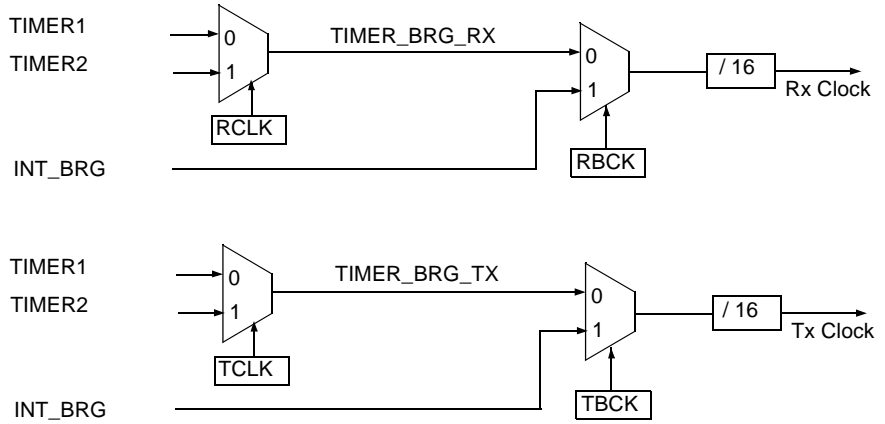 TIMER1
0
TIMER_BRG_RX
TIMER2
1
0
/ 16
1
Rx Clock
RCLK
INT_BRG
RBCK
TIMER1
0
TIMER_BRG_TX
TIMER2
1
0
/ 16
1
Tx Clock
TCLK
INT_BRG
TBCK